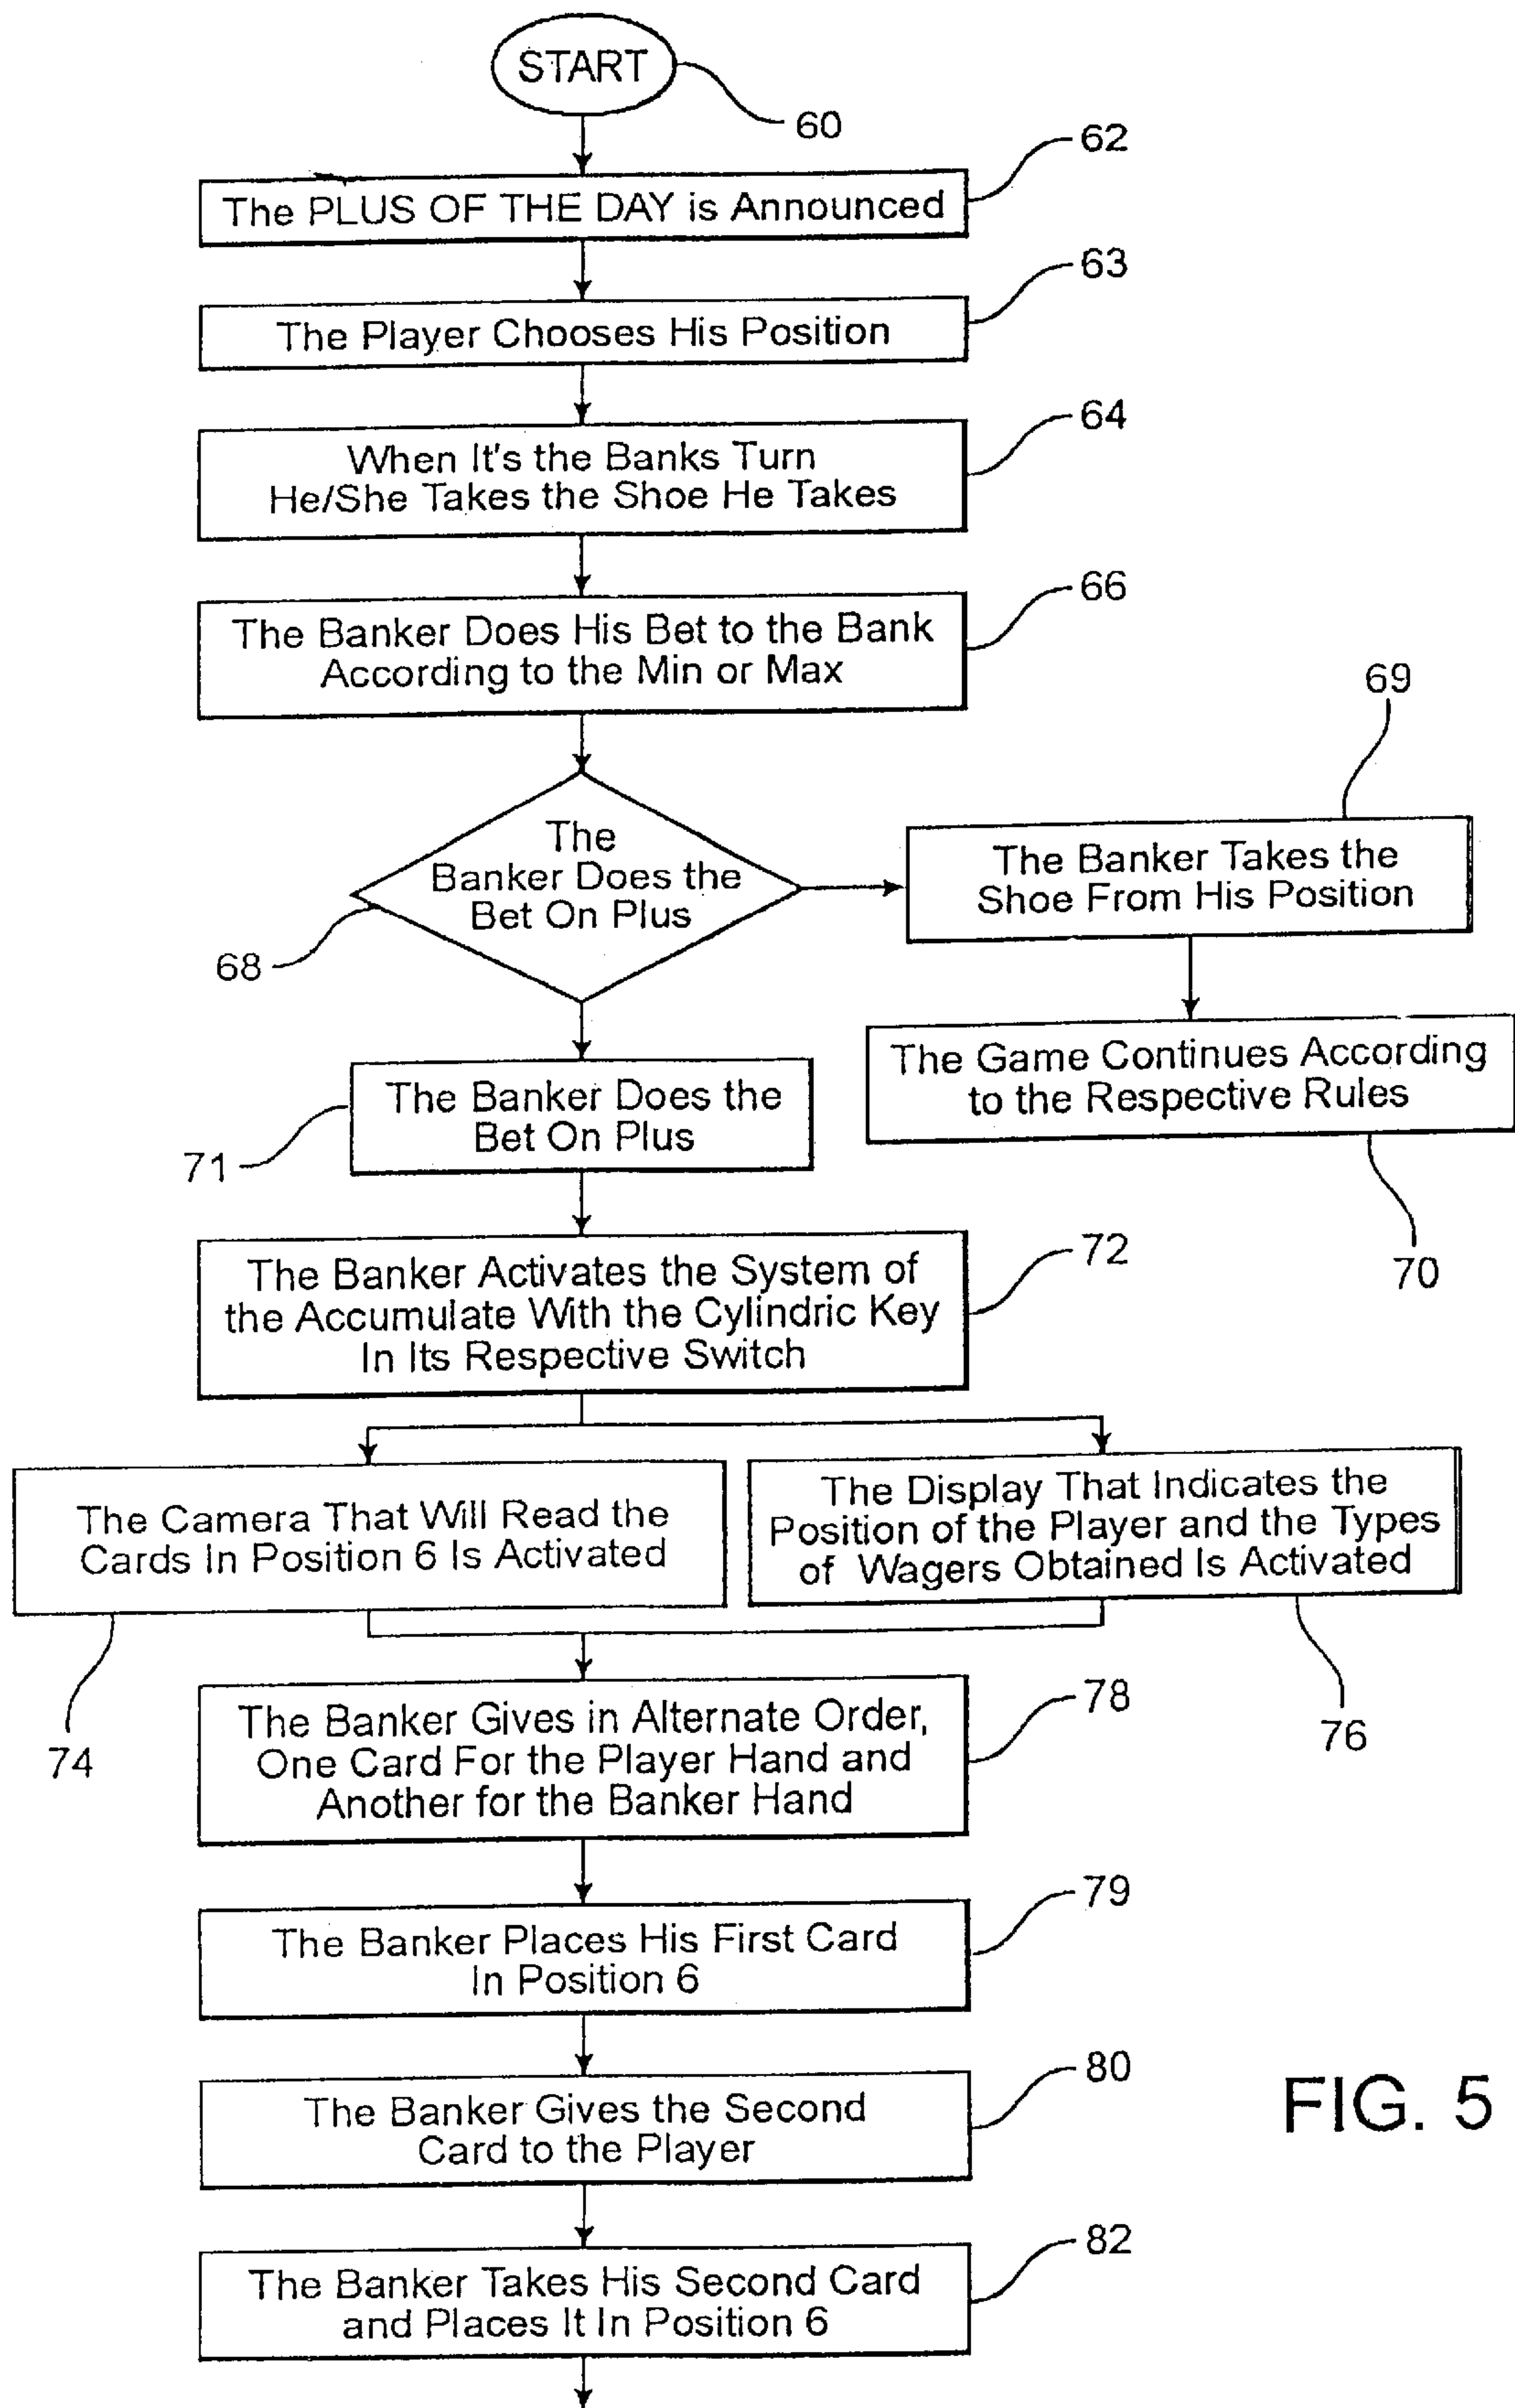 START
60
62
The PLUS OF THE DAY is Announced
63
The Player Chooses His Position
64
When It's the Banks Turn
He/She Takes the Shoe He Takes
66
The Banker Does His Bet to the Bank
According to the Min or Max
69
The
Banker Does the
Bet On Plus
68
The Banker Takes the
Shoe From His Position
The Game Continues According
to the Respective Rules
70
The Banker Does the
Bet On Plus
71
72
The Banker Activates the System of
the Accumulate With the Cylindric Key
In Its Respective Switch
The Camera That Will Read the
Cards In Position 6 Is Activated
74
The Display That Indicates the
Position of the Player and the Types
of Wagers Obtained Is Activated
76
78
The Banker Gives in Alternate Order,
One Card For the Player Hand and
Another for the Banker Hand
79
The Banker Places His First Card
In Position 6
80
The Banker Gives the Second
Card to the Player
82
The Banker Takes His Second Card
and Places It In Position 6
FIG. 5